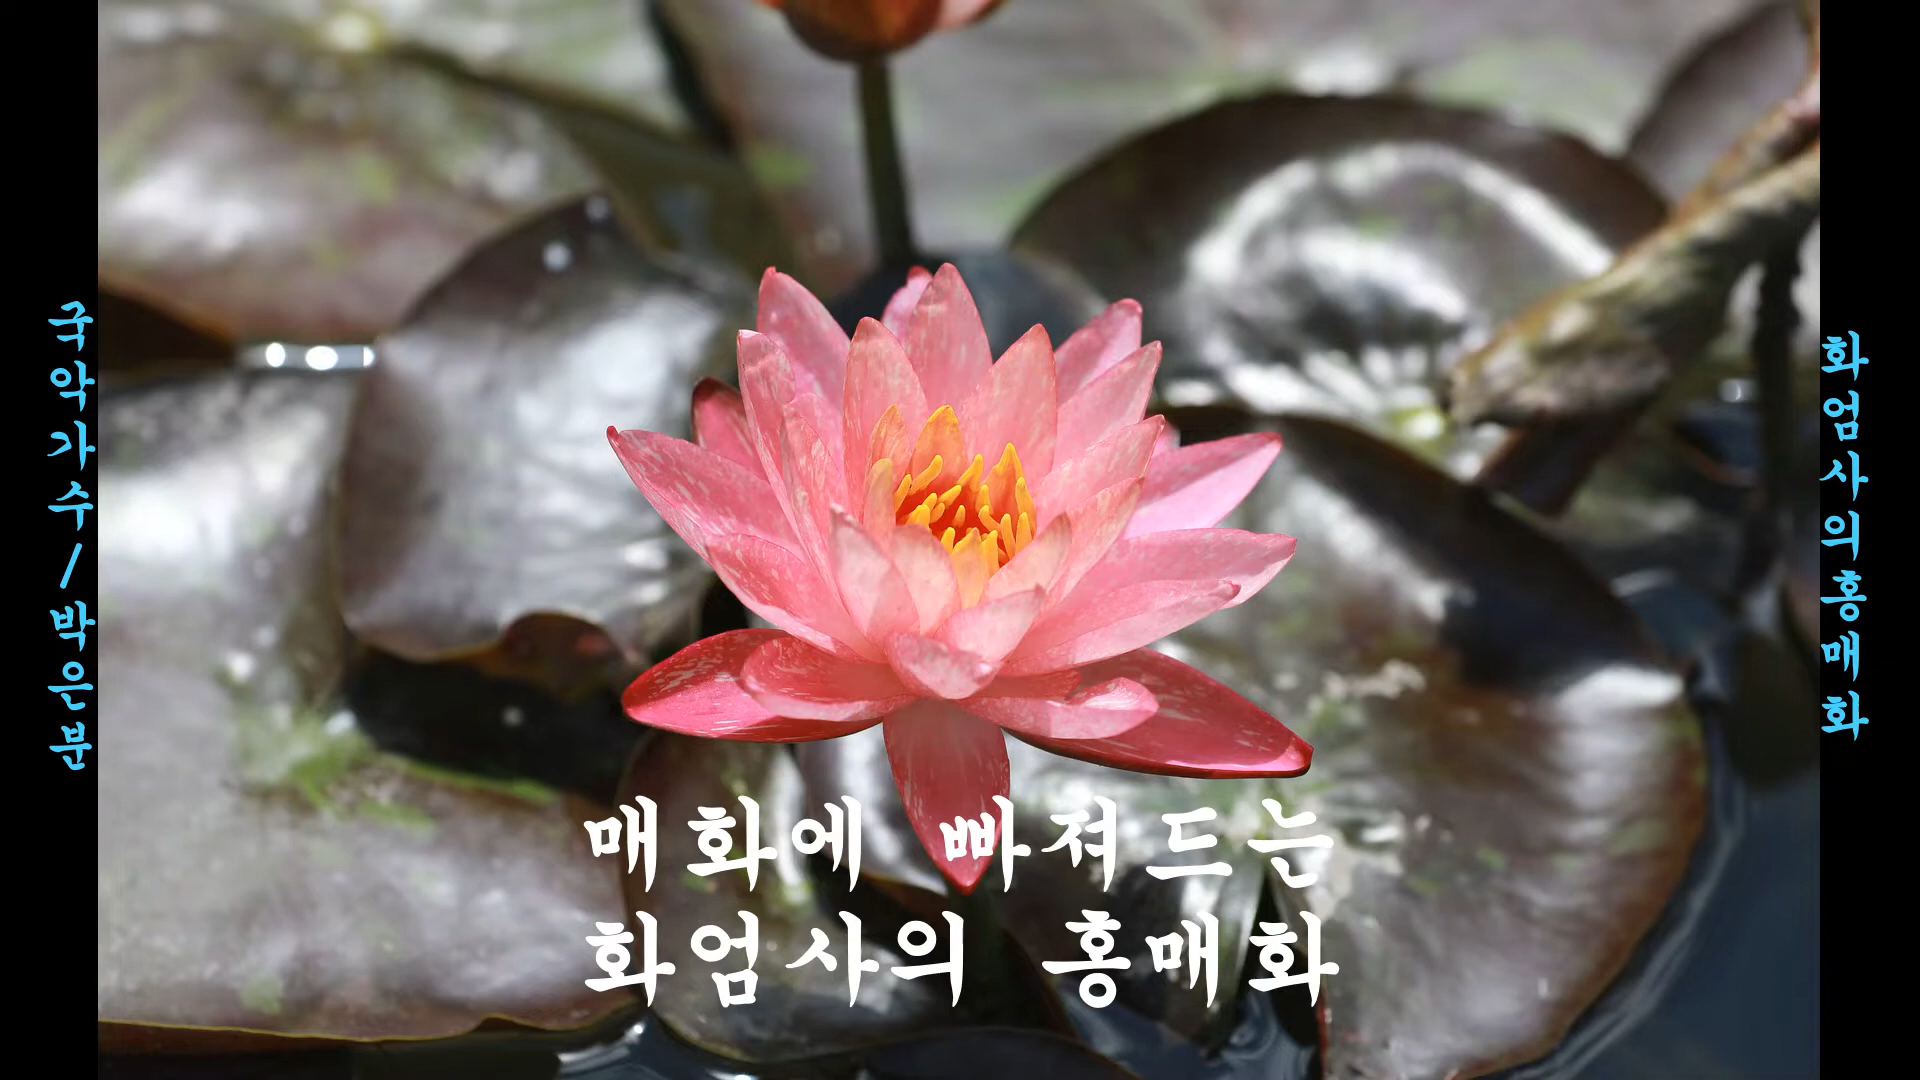 국악가수/박은분
화엄사의홍매화
매화에 빠져드는
화엄사의 홍매화